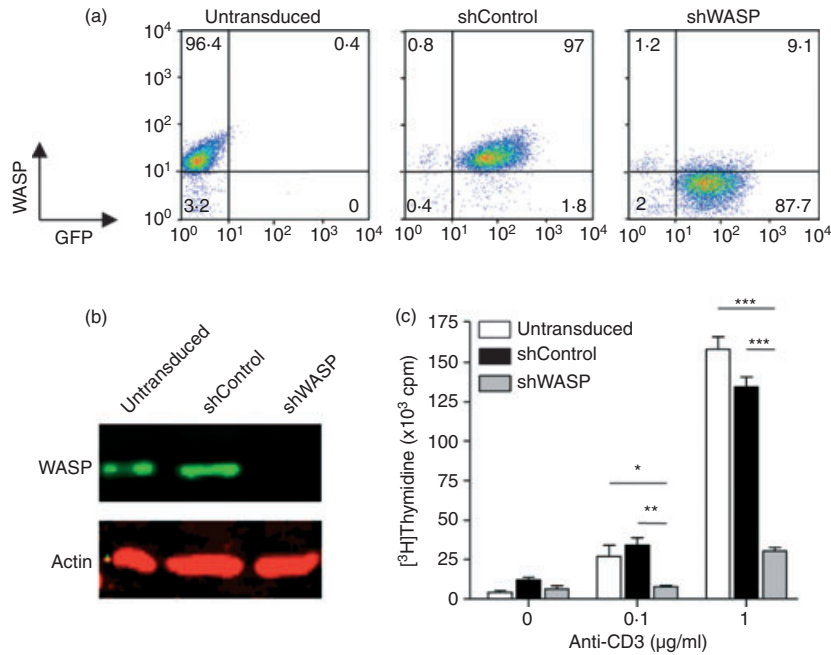 (a)
Untransduced
shControl
shWASP
10⁴
10³
10²
10¹
10⁰
96·4
0·4
3·2
0
10⁰ 10¹ 10² 10³ 10⁴
0·8
97
0·4
1·8
10⁰ 10¹ 10² 10³ 10⁴
1·2
9·1
2
87·7
10⁰ 10¹ 10² 10³ 10⁴
WASP
GFP
(b)
Untransduced
shControl
shWASP
WASP
Actin
(c)
Untransduced
shControl
shWASP
[³H]Thymidine (x10³ cpm)
175
150
125
100
75
50
25
0
*
**
***
***
0
0·1
1
Anti-CD3 (µg/ml)